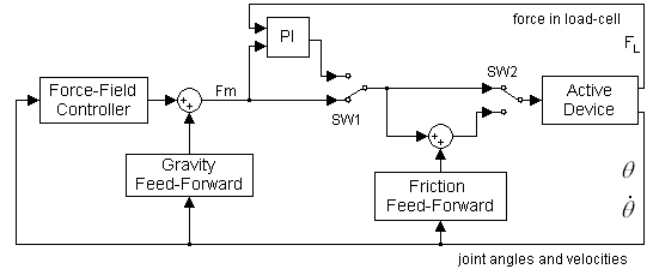 force in load-cell
PI
F_L
SW2
Force-Field
Controller
+
+
Fm
SW1
Active
Device
+
+
Gravity
Feed-Forward
Friction
Feed-Forward
θ
θ̇
joint angles and velocities